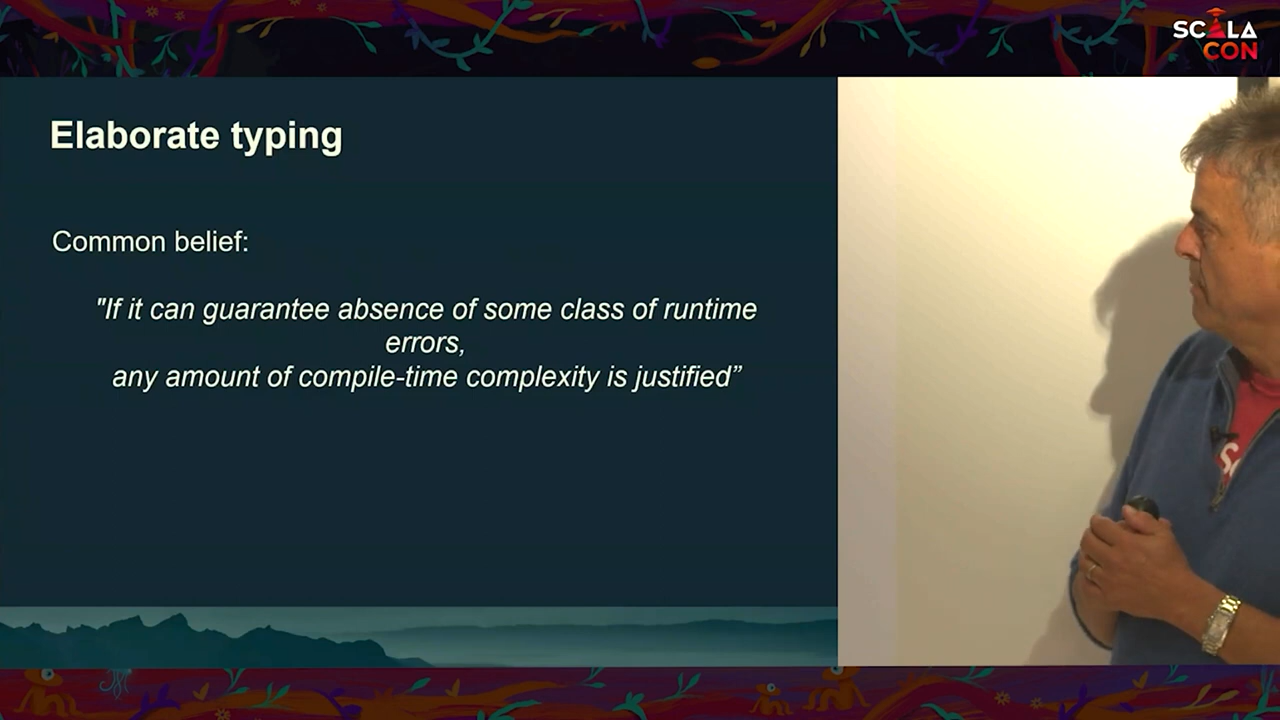 SCALA
CON
Elaborate typing
Common belief:
"If it can guarantee absence of some class of runtime
errors,
any amount of compile-time complexity is justified”